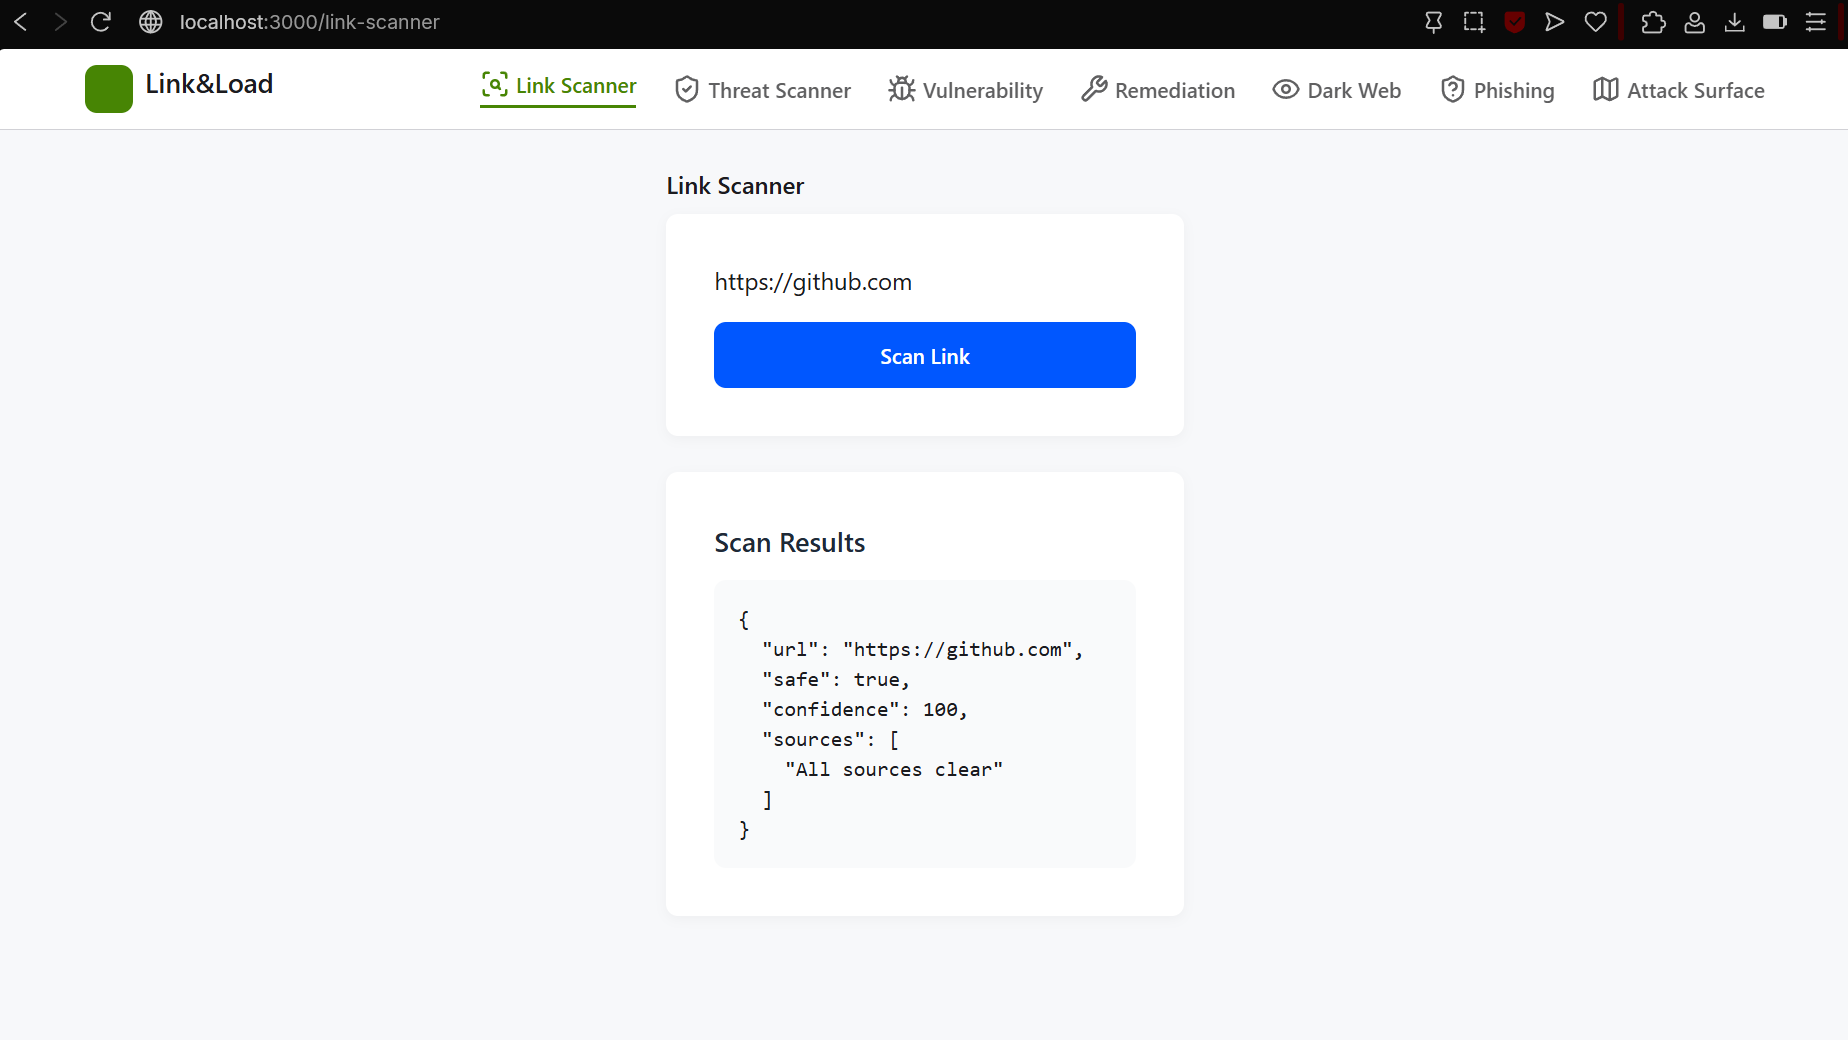 localhost:3000/link-scanner
Link&Load
Link Scanner
Threat Scanner
Vulnerability
Remediation
Dark Web
Phishing
Attack Surface
Link Scanner
https://github.com
Scan Link
Scan Results
{
  "url": "https://github.com",
  "safe": true,
  "confidence": 100,
  "sources": [
    "All sources clear"
  ]
}